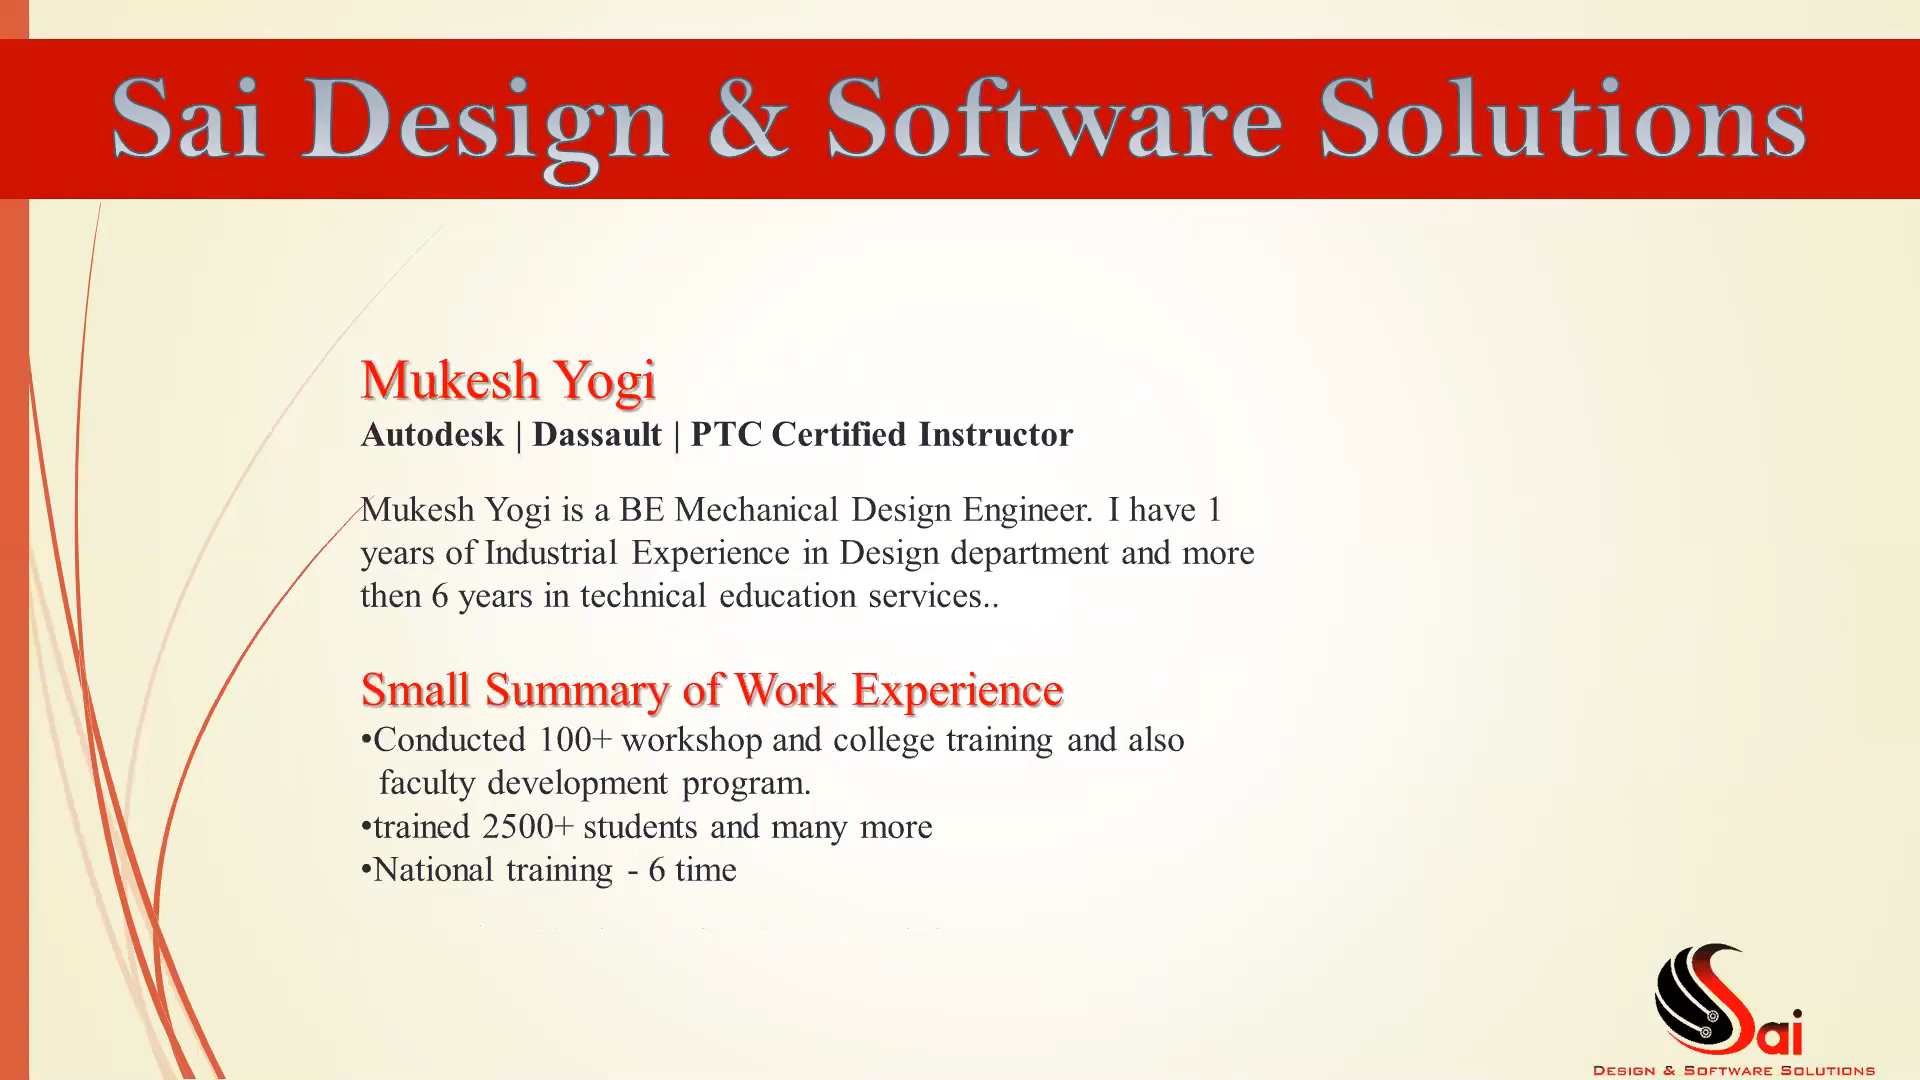 Sai Design & Software Solutions
Mukesh Yogi
Autodesk | Dassault | PTC Certified Instructor
Mukesh Yogi is a BE Mechanical Design Engineer. I have 1
years of Industrial Experience in Design department and more
then 6 years in technical education services..
Small Summary of Work Experience
•Conducted 100+ workshop and college training and also
faculty development program.
•trained 2500+ students and many more
•National training - 6 time
Sai
DESIGN & SOFTWARE SOLUTIONS